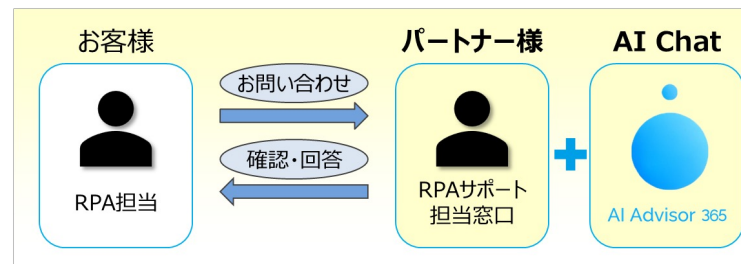 お客様
パートナー様
AI Chat
お問い合わせ
確認・回答
RPA担当
RPAサポート
担当窓口
AI Advisor 365